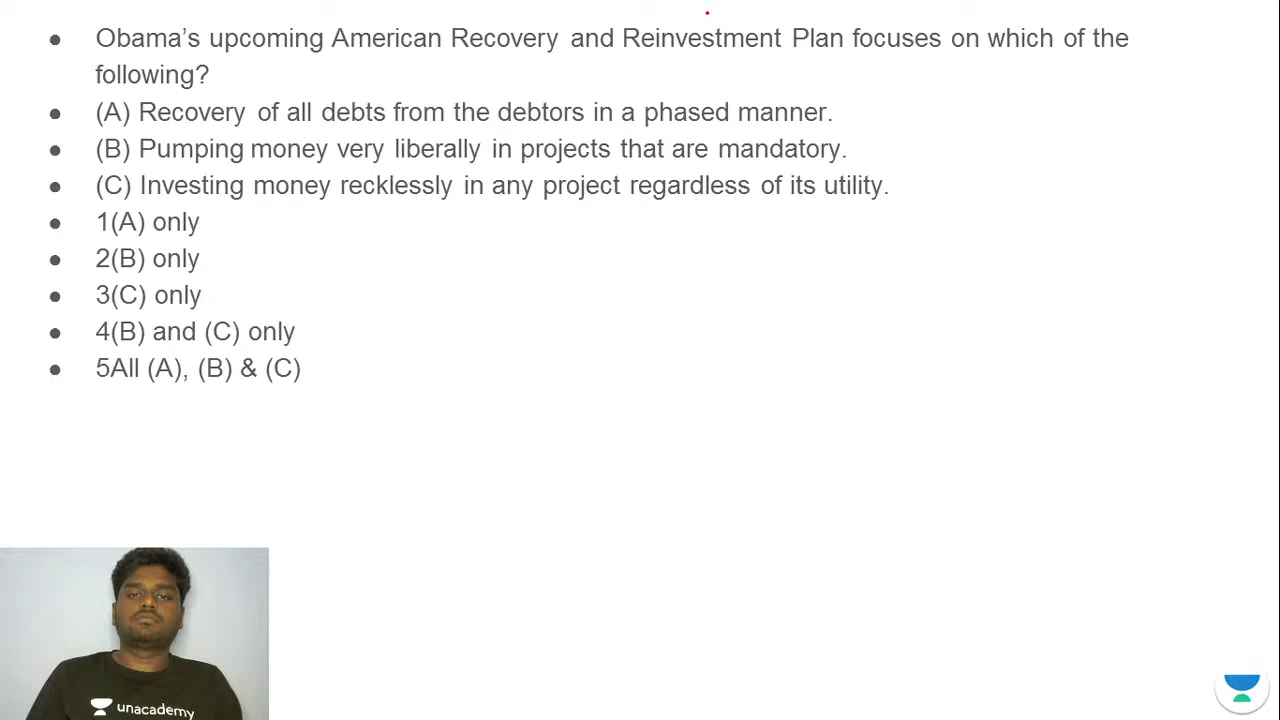 ● Obama's upcoming American Recovery and Reinvestment Plan focuses on which of the
following?
● (A) Recovery of all debts from the debtors in a phased manner.
● (B) Pumping money very liberally in projects that are mandatory.
● (C) Investing money recklessly in any project regardless of its utility.
● 1(A) only
● 2(B) only
● 3(C) only
● 4(B) and (C) only
● 5All (A), (B) & (C)
unacademy